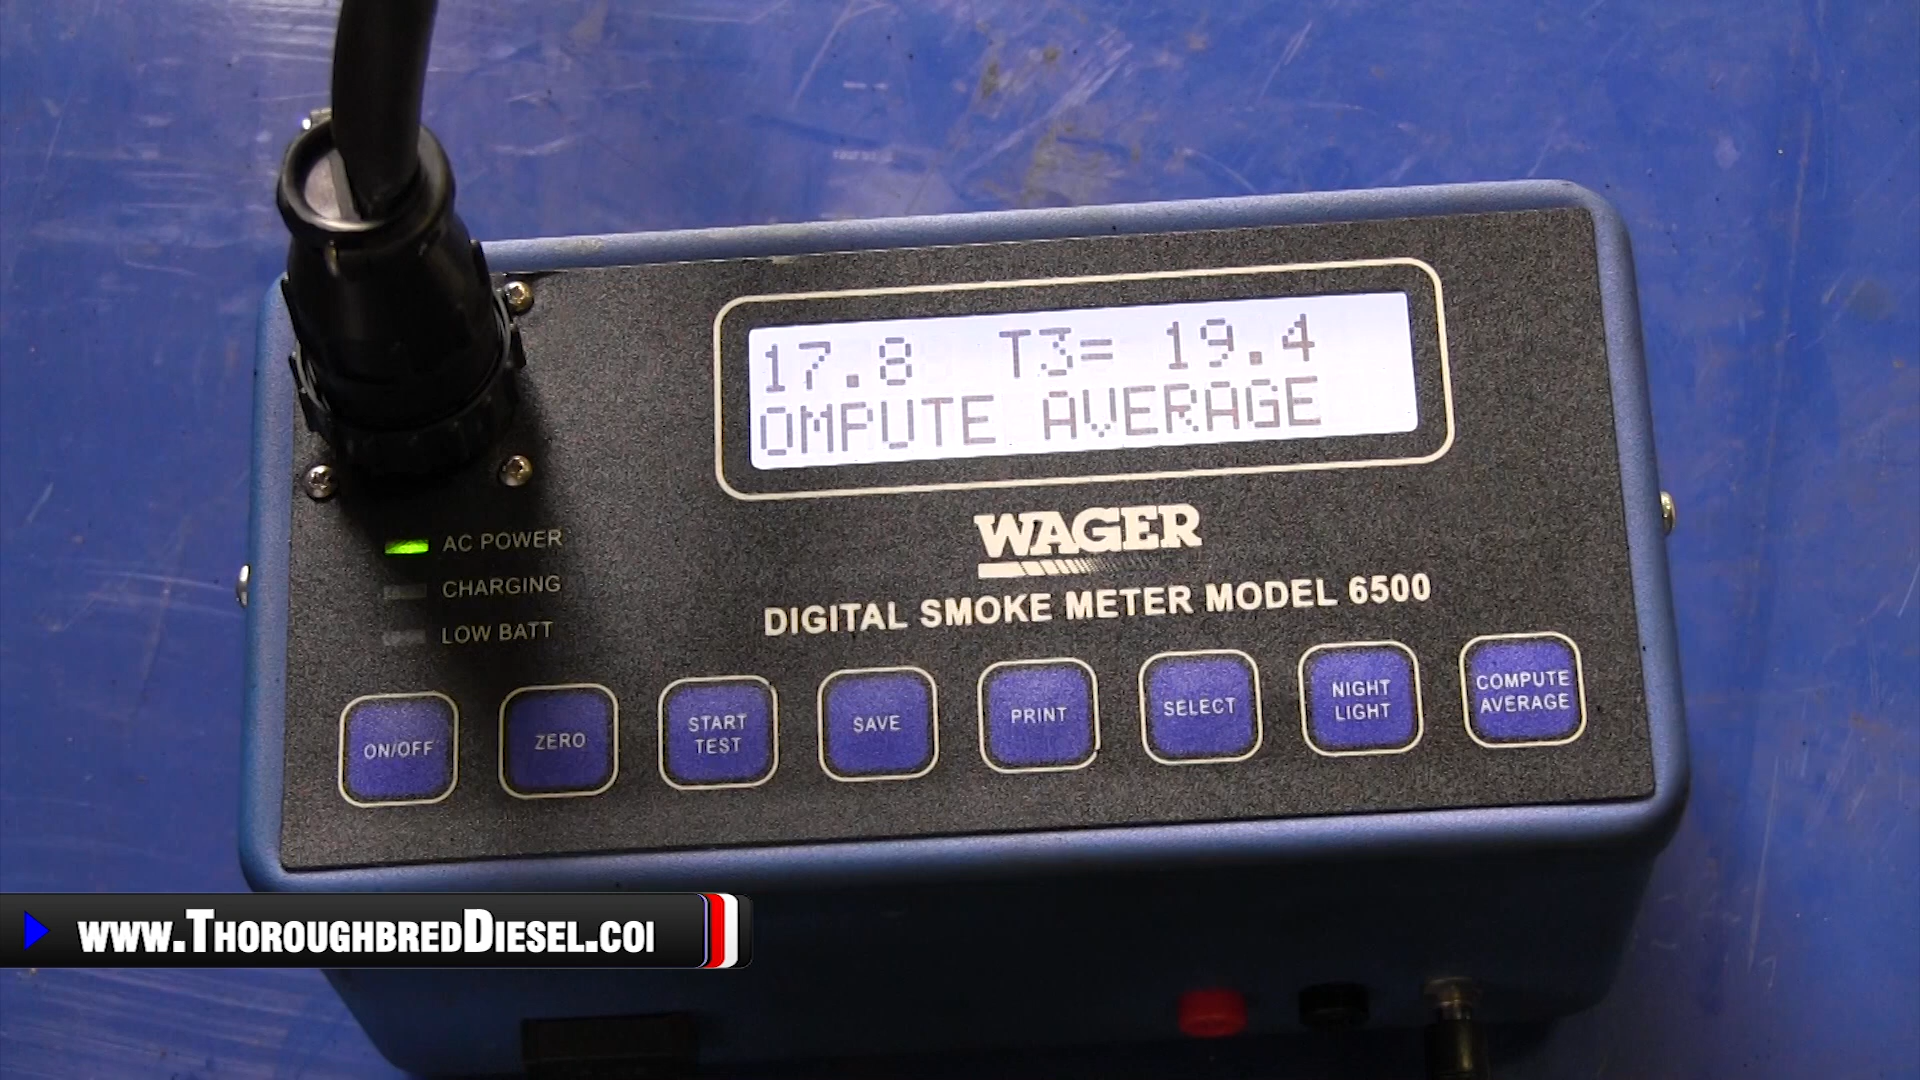 17.8 T3= 19.4
OMPUTE AVERAGE
WAGER
DIGITAL SMOKE METER MODEL 6500
AC POWER
CHARGING
LOW BATT
ON/OFF
ZERO
START
TEST
SAVE
PRINT
SELECT
NIGHT
LIGHT
COMPUTE
AVERAGE
www.ThoroughbredDiesel.co